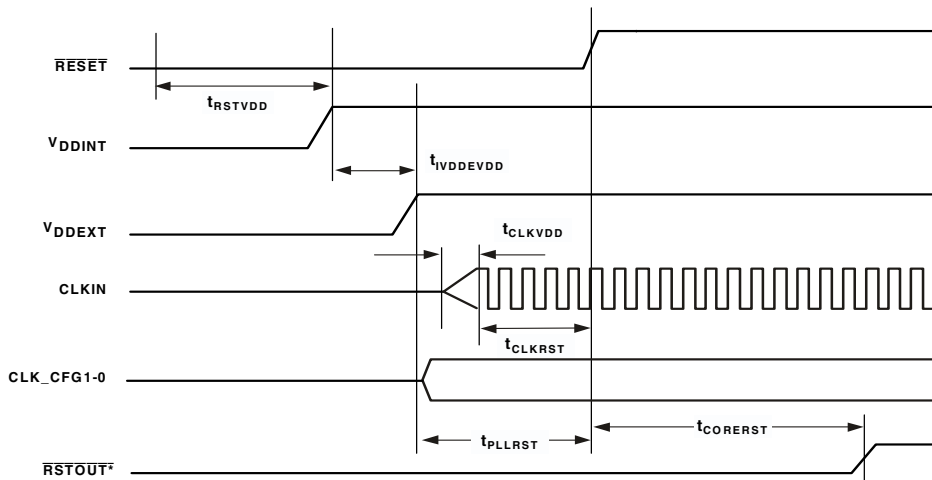 RESET
tRSTVDD
VDDINT
tIVDDEVDD
VDDEXT
tCLKVDD
CLKIN
tCLKRST
CLK_CFG1-0
tPLLRST
tCORERST
RSTOUT*